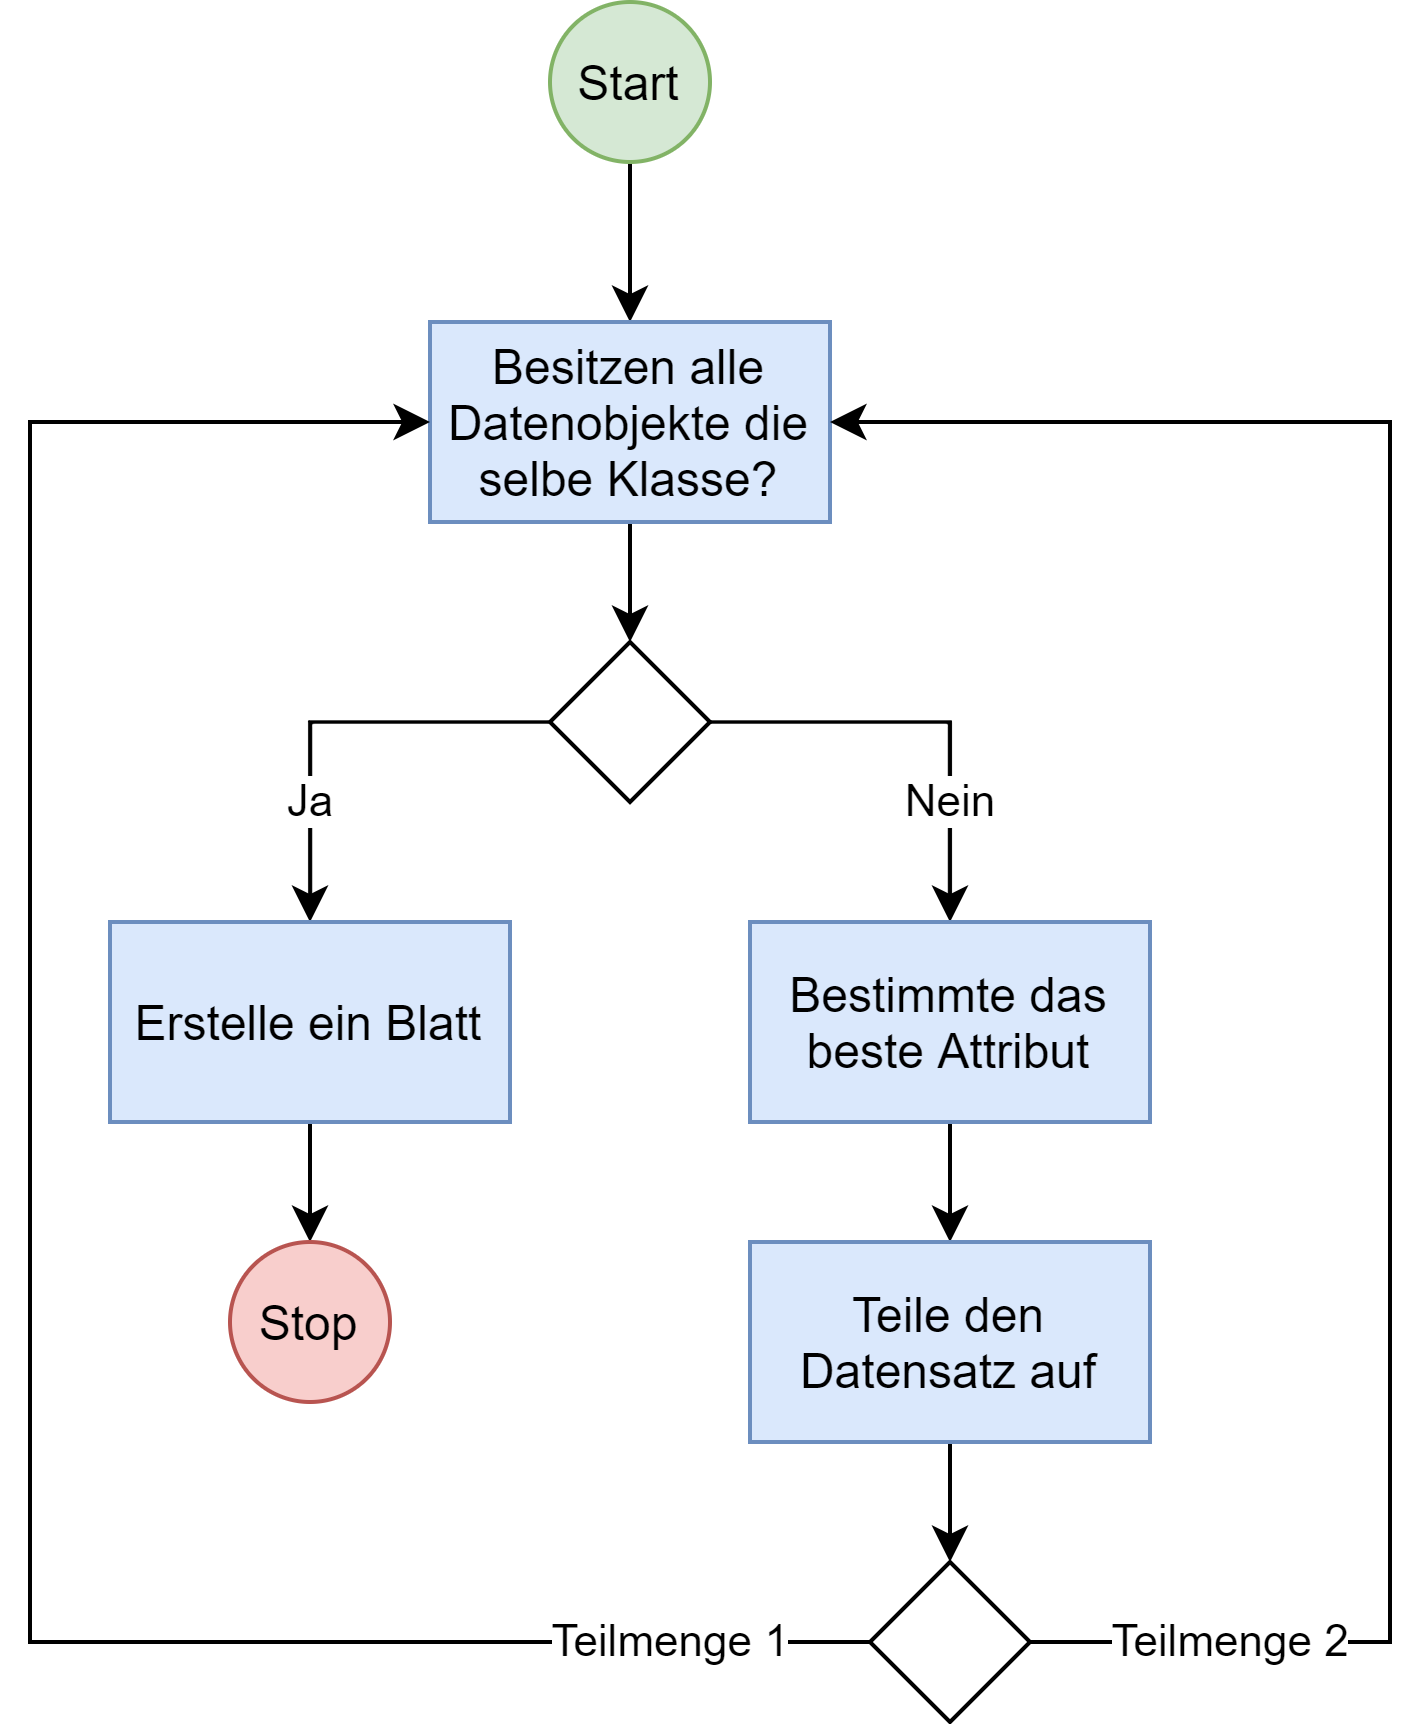 Start
Besitzen alle
Datenobjekte die
selbe Klasse?
Ja
Nein
Erstelle ein Blatt
Bestimmte das
beste Attribut
Stop
Teile den
Datensatz auf
Teilmenge 1
Teilmenge 2